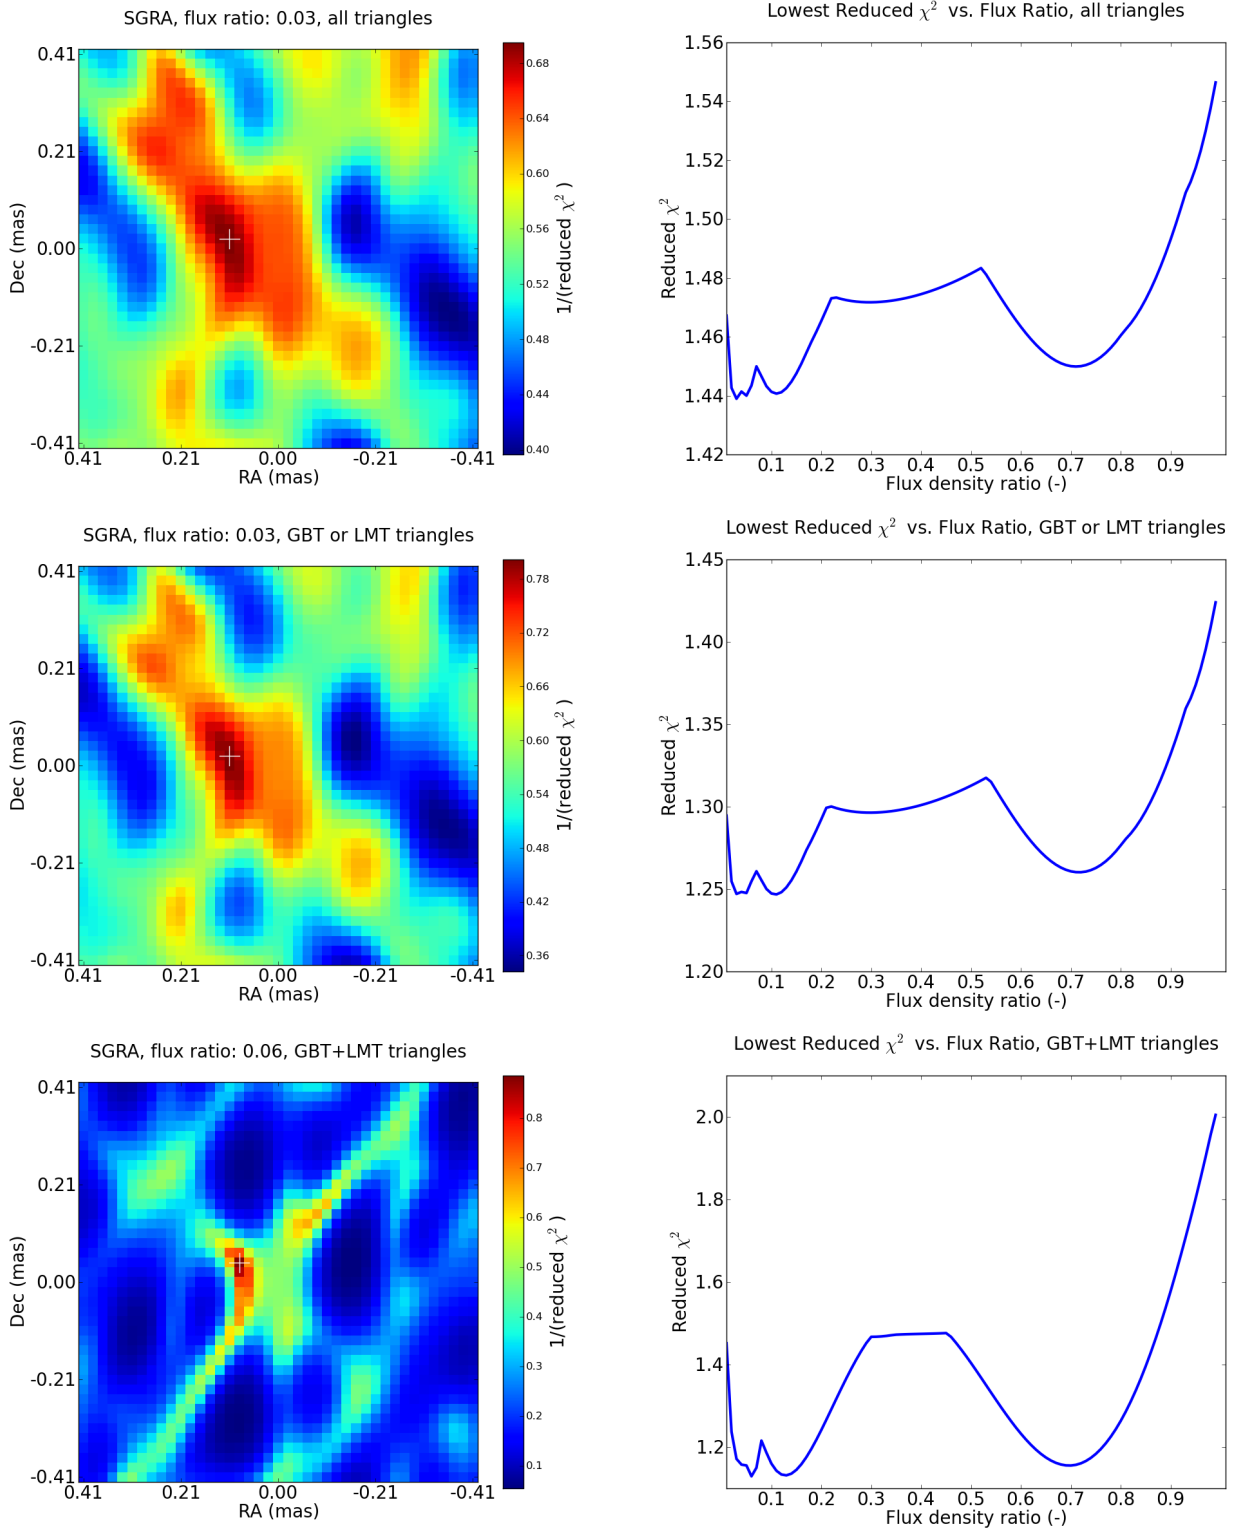 SGRA, flux ratio: 0.03, all triangles
0.41
0.21
0.00
-0.21
-0.41
Dec (mas)
0.41 0.21 0.00 -0.21 -0.41
RA (mas)
0.68
0.64
0.60
0.56
0.52
0.48
0.44
0.40
1/(reduced χ² )
Lowest Reduced χ² vs. Flux Ratio, all triangles
1.56
1.54
1.52
1.50
1.48
1.46
1.44
1.42
Reduced χ²
0.1 0.2 0.3 0.4 0.5 0.6 0.7 0.8 0.9
Flux density ratio (-)
SGRA, flux ratio: 0.03, GBT or LMT triangles
0.41
0.21
0.00
-0.21
-0.41
Dec (mas)
0.41 0.21 0.00 -0.21 -0.41
RA (mas)
0.78
0.72
0.66
0.60
0.54
0.48
0.42
0.36
1/(reduced χ² )
Lowest Reduced χ² vs. Flux Ratio, GBT or LMT triangles
1.45
1.40
1.35
1.30
1.25
1.20
Reduced χ²
0.1 0.2 0.3 0.4 0.5 0.6 0.7 0.8 0.9
Flux density ratio (-)
SGRA, flux ratio: 0.06, GBT+LMT triangles
0.41
0.21
0.00
-0.21
-0.41
Dec (mas)
0.41 0.21 0.00 -0.21 -0.41
RA (mas)
0.8
0.7
0.6
0.5
0.4
0.3
0.2
0.1
1/(reduced χ² )
Lowest Reduced χ² vs. Flux Ratio, GBT+LMT triangles
2.0
1.8
1.6
1.4
1.2
Reduced χ²
0.1 0.2 0.3 0.4 0.5 0.6 0.7 0.8 0.9
Flux density ratio (-)